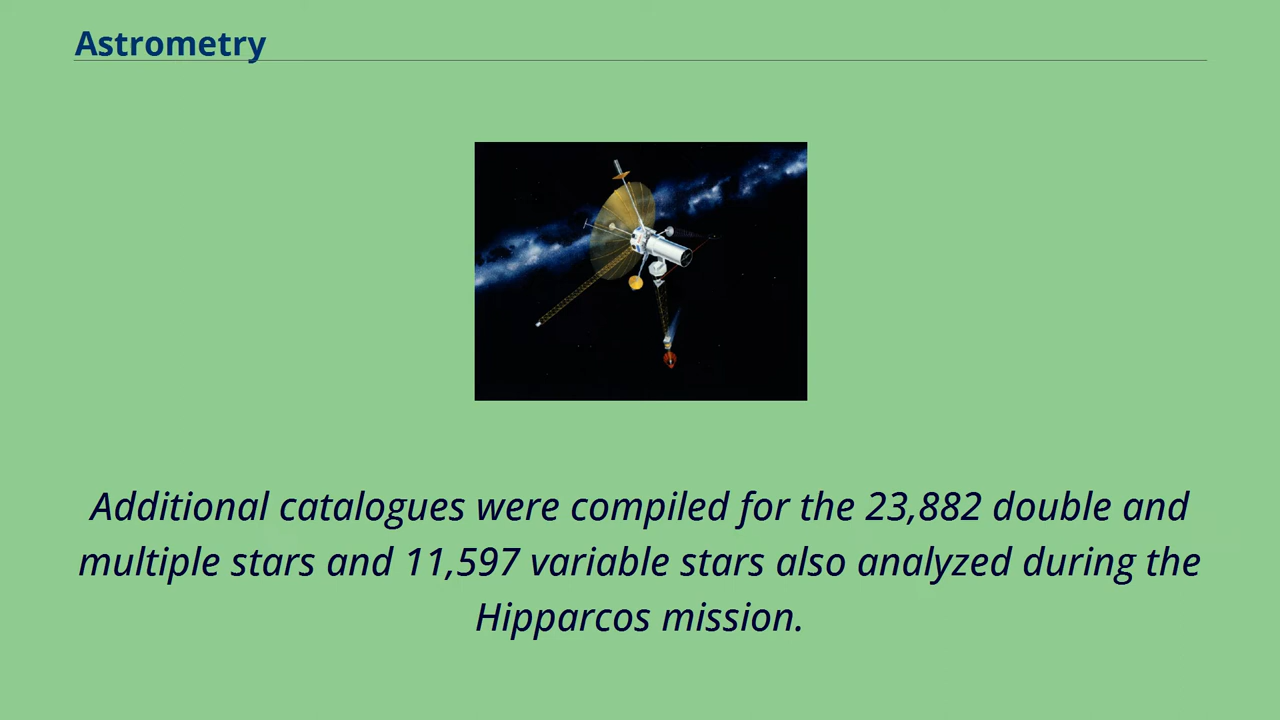 Astrometry
Additional catalogues were compiled for the 23,882 double and
multiple stars and 11,597 variable stars also analyzed during the
Hipparcos mission.